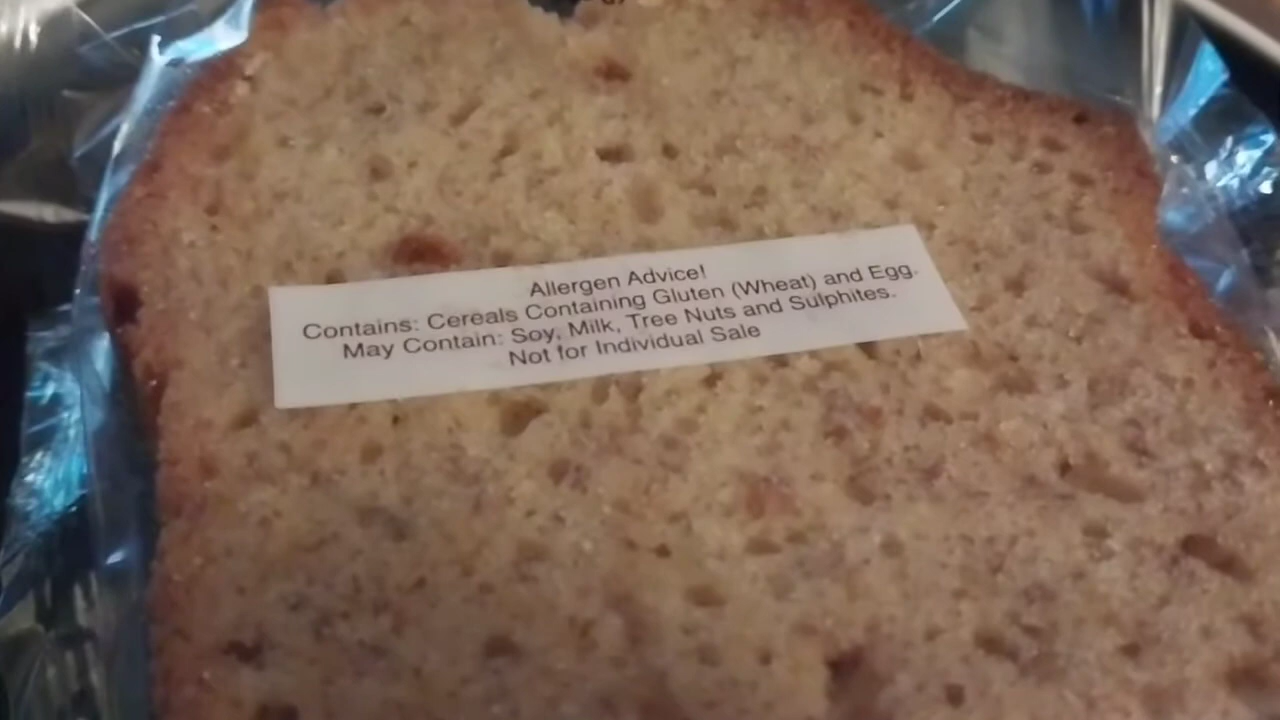 Allergen Advice!
Contains: Cereals Containing Gluten (Wheat) and Egg.
May Contain: Soy, Milk, Tree Nuts and Sulphites.
Not for Individual Sale